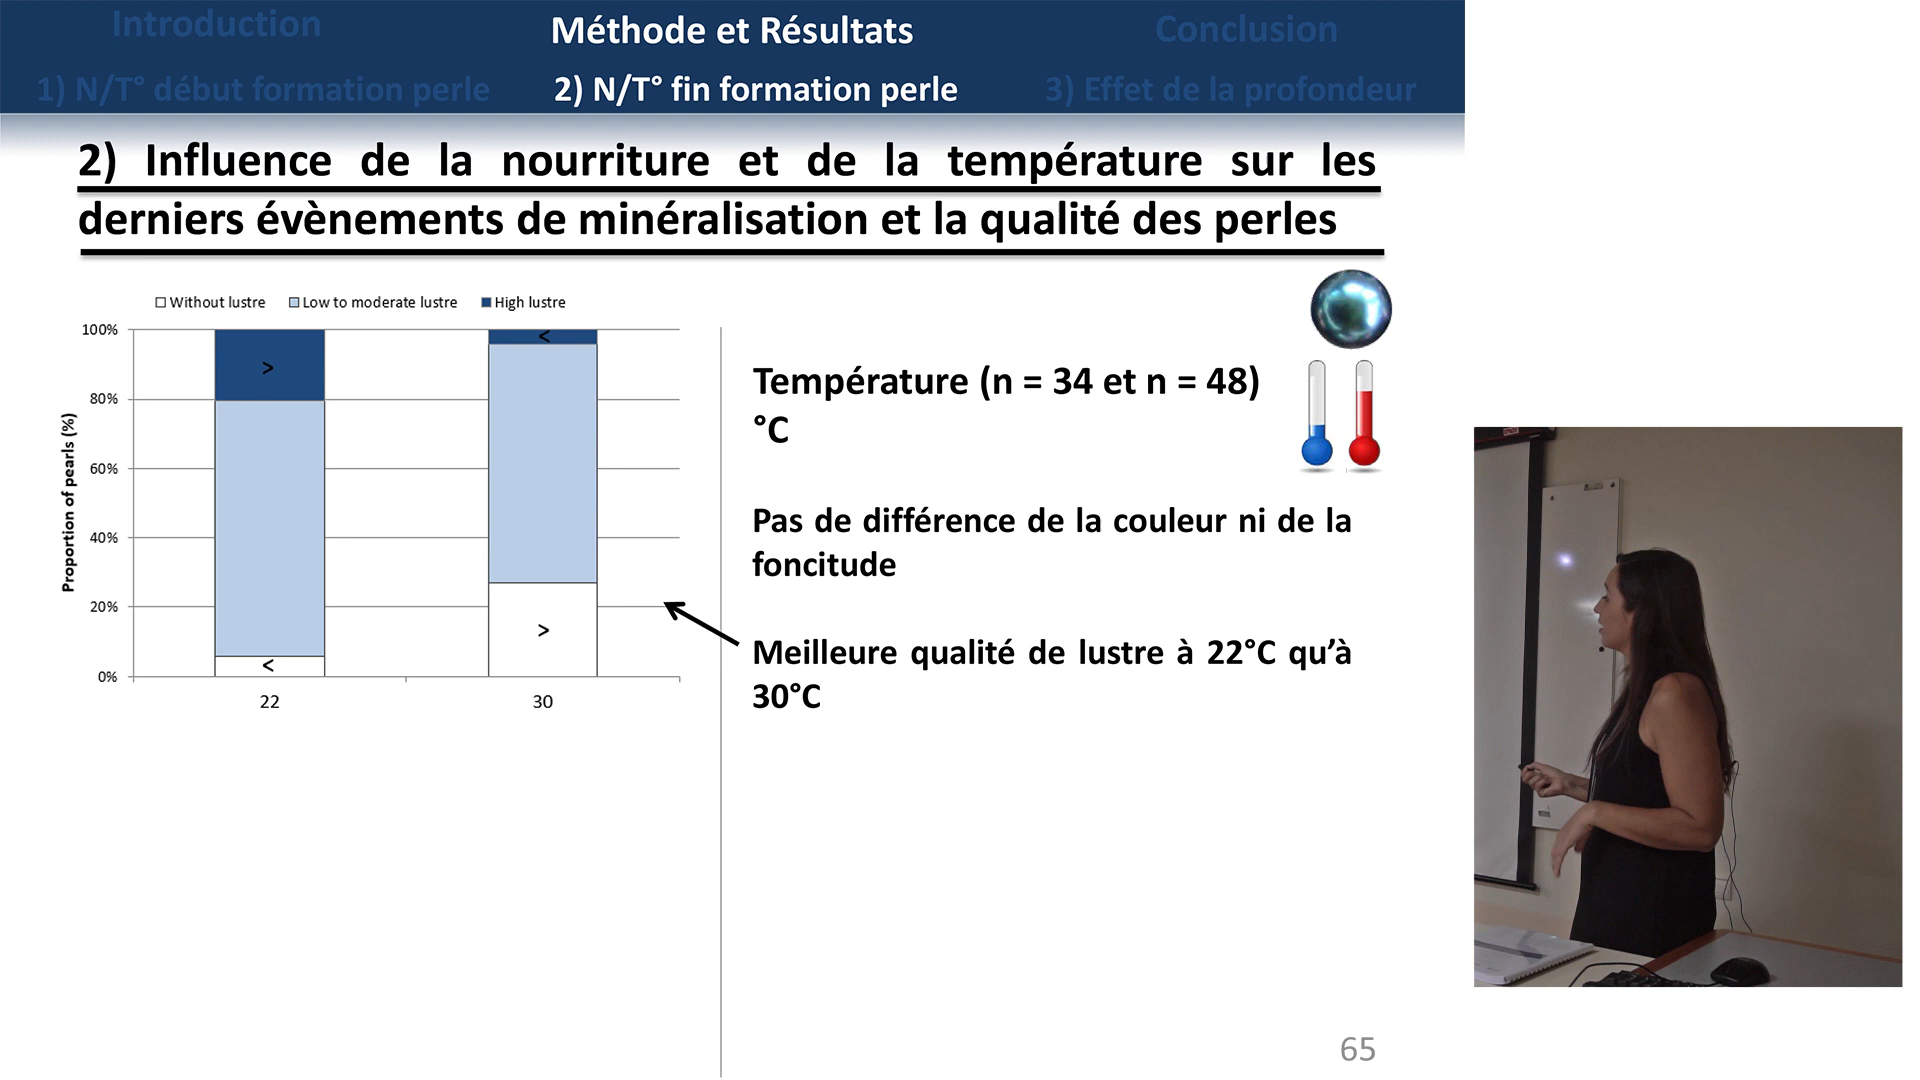 Introduction
Méthode et Résultats
Conclusion
1) N/T° début formation perle
2) N/T° fin formation perle
3) Effet de la profondeur
2) Influence de la nourriture et de la température sur les
derniers évènements de minéralisation et la qualité des perles
Without lustre
Low to moderate lustre
High lustre
Proportion of pearls (%)
100%
80%
60%
40%
20%
0%
>
<
<
>
22
30
Température (n = 34 et n = 48)
°C
Pas de différence de la couleur ni de la
foncitude
Meilleure qualité de lustre à 22°C qu’à
30°C
65